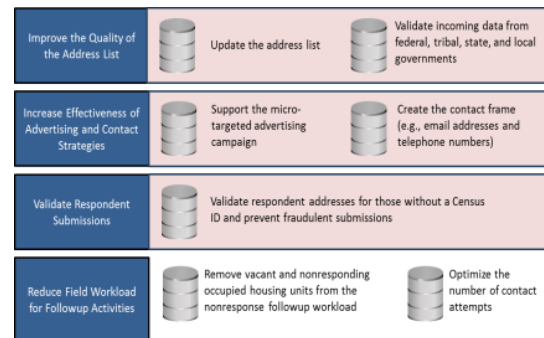 Improve the Quality of
the Address List
Update the address list
Validate incoming data from
federal, tribal, state, and local
governments
Increase Effectiveness of
Advertising and Contact
Strategies
Support the micro-
targeted advertising
campaign
Create the contact frame
(e.g., email addresses and
telephone numbers)
Validate Respondent
Submissions
Validate respondent addresses for those without a Census
ID and prevent fraudulent submissions
Reduce Field Workload
for Followup Activities
Remove vacant and nonresponding
occupied housing units from the
nonresponse followup workload
Optimize the
number of contact
attempts